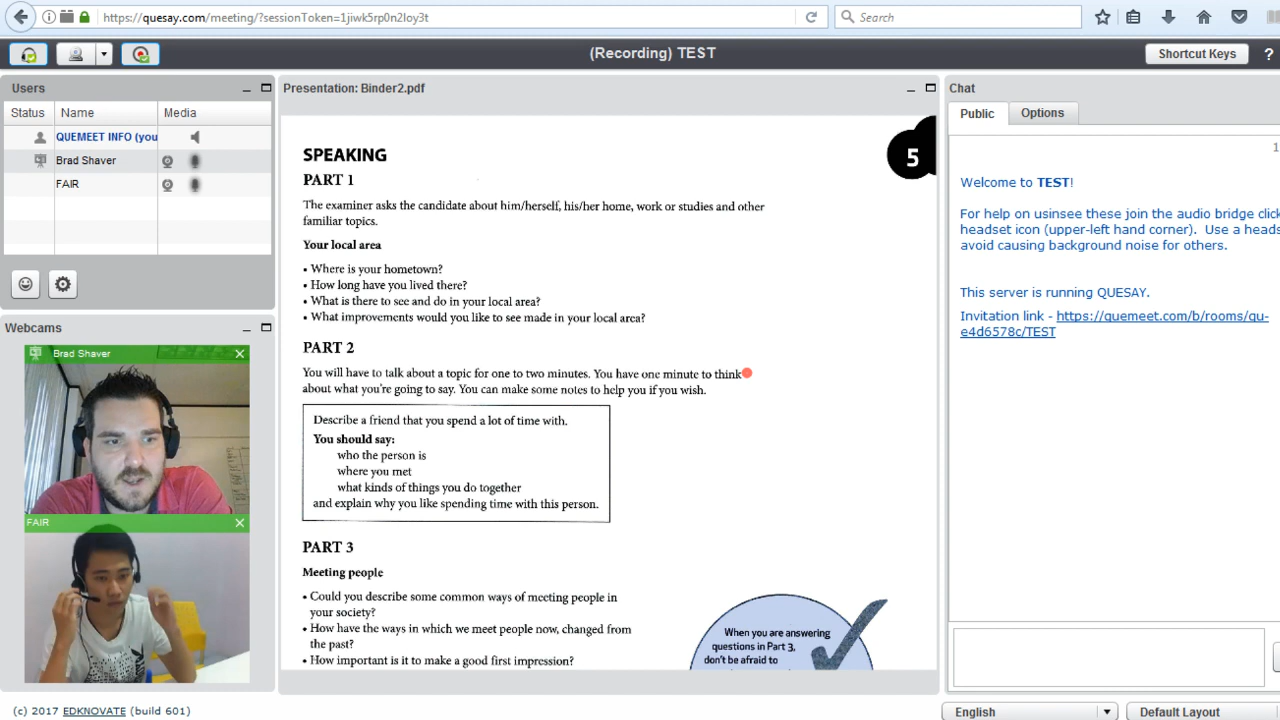 https://quesay.com/meeting/?sessionToken=1jiwk5rp0n2loy3t
Search
(Recording) TEST
Shortcut Keys
?
Users
Status Name Media
QUEMEET INFO (you
Brad Shaver
FAIR
Webcams
Brad Shaver
FAIR
Presentation: Binder2.pdf
5
SPEAKING
PART 1
The examiner asks the candidate about him/herself, his/her home, work or studies and other
familiar topics.
Your local area
• Where is your hometown?
• How long have you lived there?
• What is there to see and do in your local area?
• What improvements would you like to see made in your local area?
PART 2
You will have to talk about a topic for one to two minutes. You have one minute to think
about what you're going to say. You can make some notes to help you if you wish.
Describe a friend that you spend a lot of time with.
You should say:
who the person is
where you met
what kinds of things you do together
and explain why you like spending time with this person.
PART 3
Meeting people
• Could you describe some common ways of meeting people in
your society?
• How have the ways in which we meet people now, changed from
the past?
• How important is it to make a good first impression?
When you are answering
questions in Part 3,
don't be afraid to
Chat
Public Options
1
Welcome to TEST!
For help on usinsee these join the audio bridge click
headset icon (upper-left hand corner). Use a heads
avoid causing background noise for others.
This server is running QUESAY.
Invitation link - https://quemeet.com/b/rooms/qu-
e4d6578c/TEST
(c) 2017 EDKNOVATE (build 601)
English
Default Layout